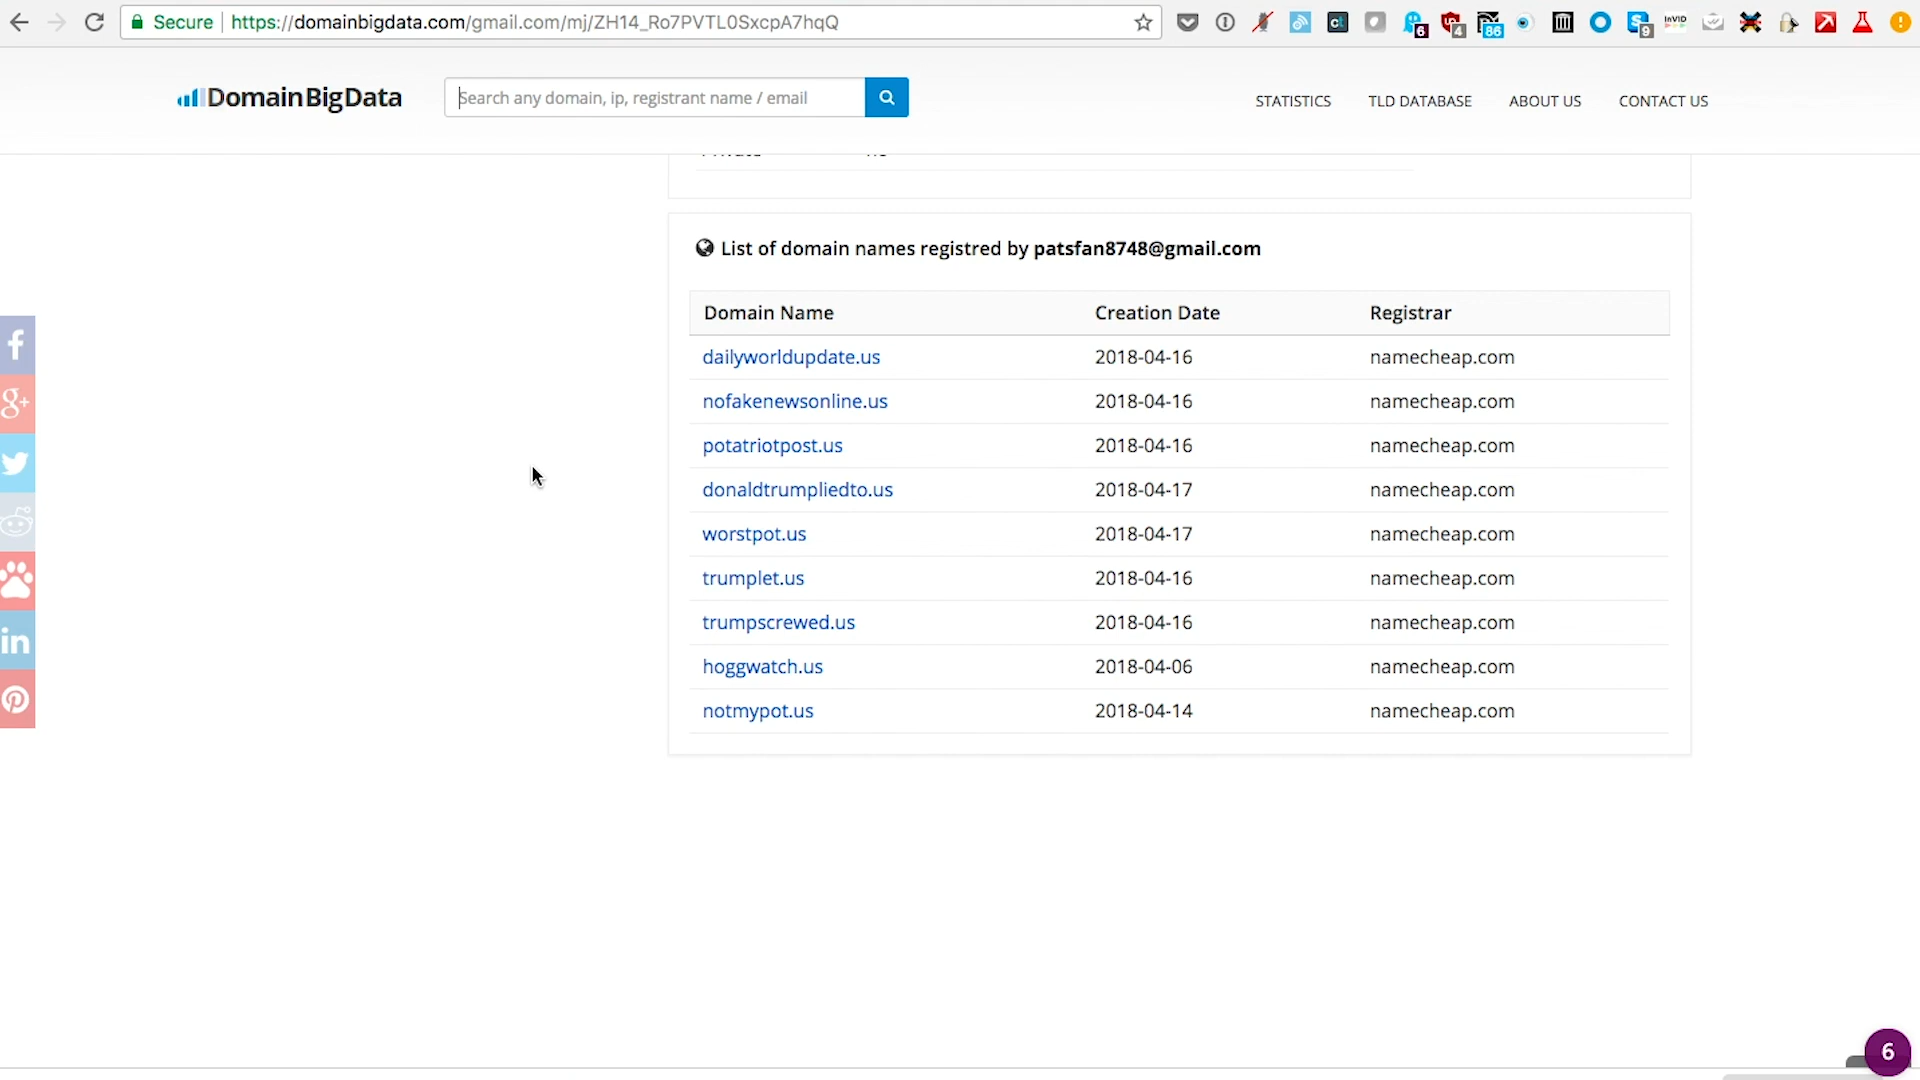 Secure https://domainbigdata.com/gmail.com/mj/ZH14_Ro7PVTL0SxcpA7hqQ
6 4 86 9 InVID
DomainBigData
Search any domain, ip, registrant name / email
STATISTICS TLD DATABASE ABOUT US CONTACT US
List of domain names registred by patsfan8748@gmail.com
Domain Name Creation Date Registrar
dailyworldupdate.us 2018-04-16 namecheap.com
nofakenewsonline.us 2018-04-16 namecheap.com
potatriotpost.us 2018-04-16 namecheap.com
donaldtrumpliedto.us 2018-04-17 namecheap.com
worstpot.us 2018-04-17 namecheap.com
trumplet.us 2018-04-16 namecheap.com
trumpscrewed.us 2018-04-16 namecheap.com
hoggwatch.us 2018-04-06 namecheap.com
notmypot.us 2018-04-14 namecheap.com
6